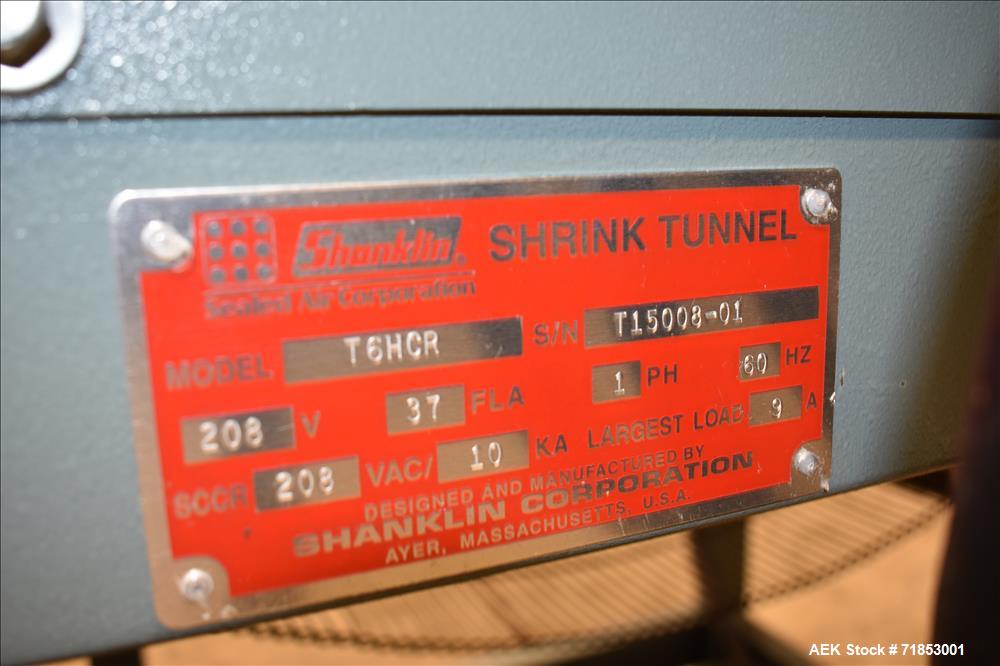 Shanklin®
Sealed Air Corporation
SHRINK TUNNEL
MODEL T6HCR S/N T15008-01
208 V 37 FLA 1 PH 60 HZ
SCCR 208 VAC/ 10 KA LARGEST LOAD 9 A
DESIGNED AND MANUFACTURED BY
SHANKLIN CORPORATION
AYER, MASSACHUSETTS, U.S.A.
AEK Stock # 71853001